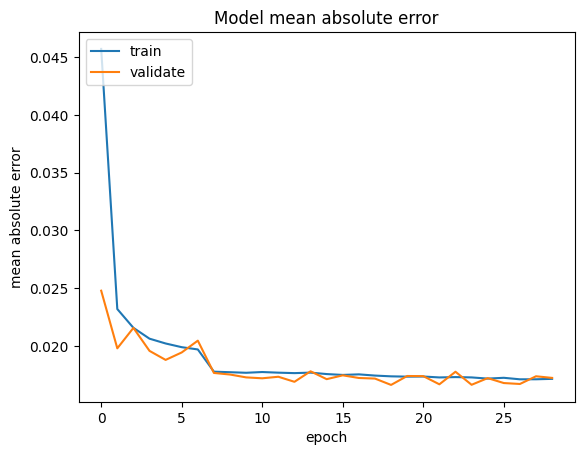 Model mean absolute error
train
validate
0.045
0.040
0.035
0.030
0.025
0.020
mean absolute error
0 5 10 15 20 25
epoch